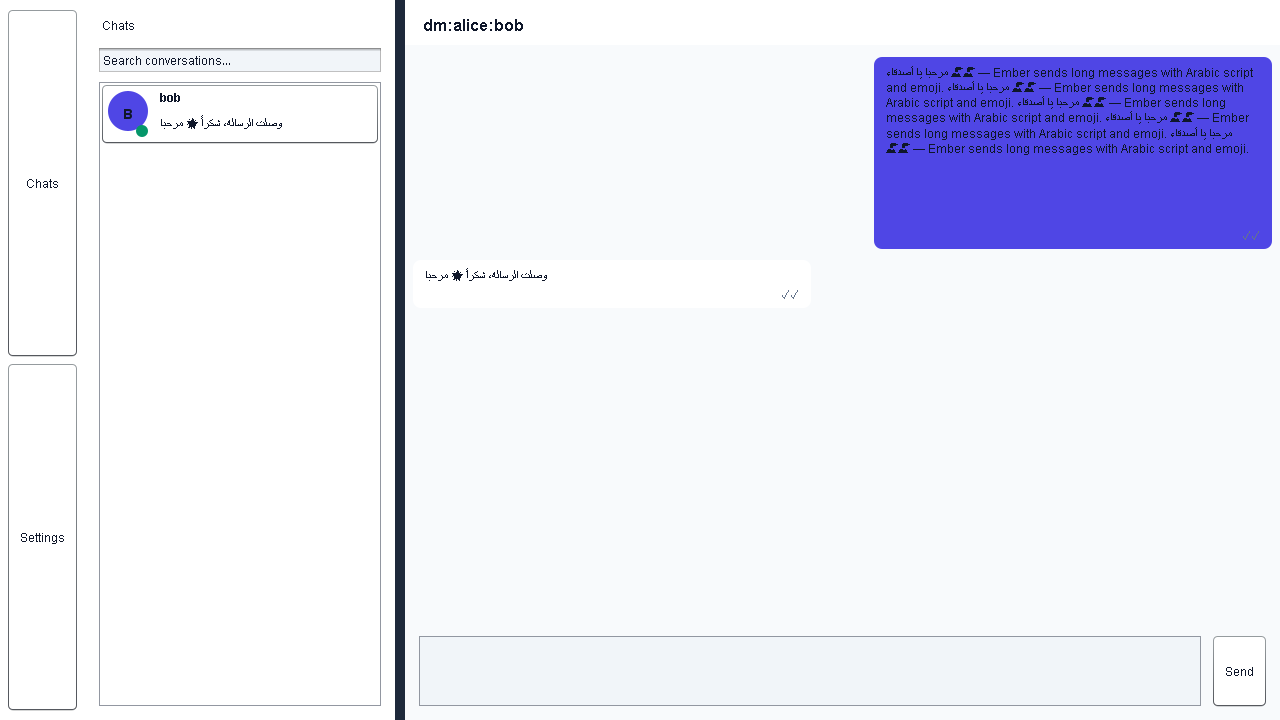 Chats
Settings
Chats
Search conversations...
B
bob
مرحبا 🌟 وصلت الرسالة، شكراً
dm:alice:bob
مرحبا يا أصدقاء — Ember sends long messages with Arabic script
and emoji. مرحبا يا أصدقاء — Ember sends long messages with
Arabic script and emoji. مرحبا يا أصدقاء — Ember sends long
messages with Arabic script and emoji. مرحبا يا أصدقاء — Ember
sends long messages with Arabic script and emoji. مرحبا يا أصدقاء
— Ember sends long messages with Arabic script and emoji.
✓✓
مرحبا 🌟 وصلت الرسالة، شكراً
✓✓
Send